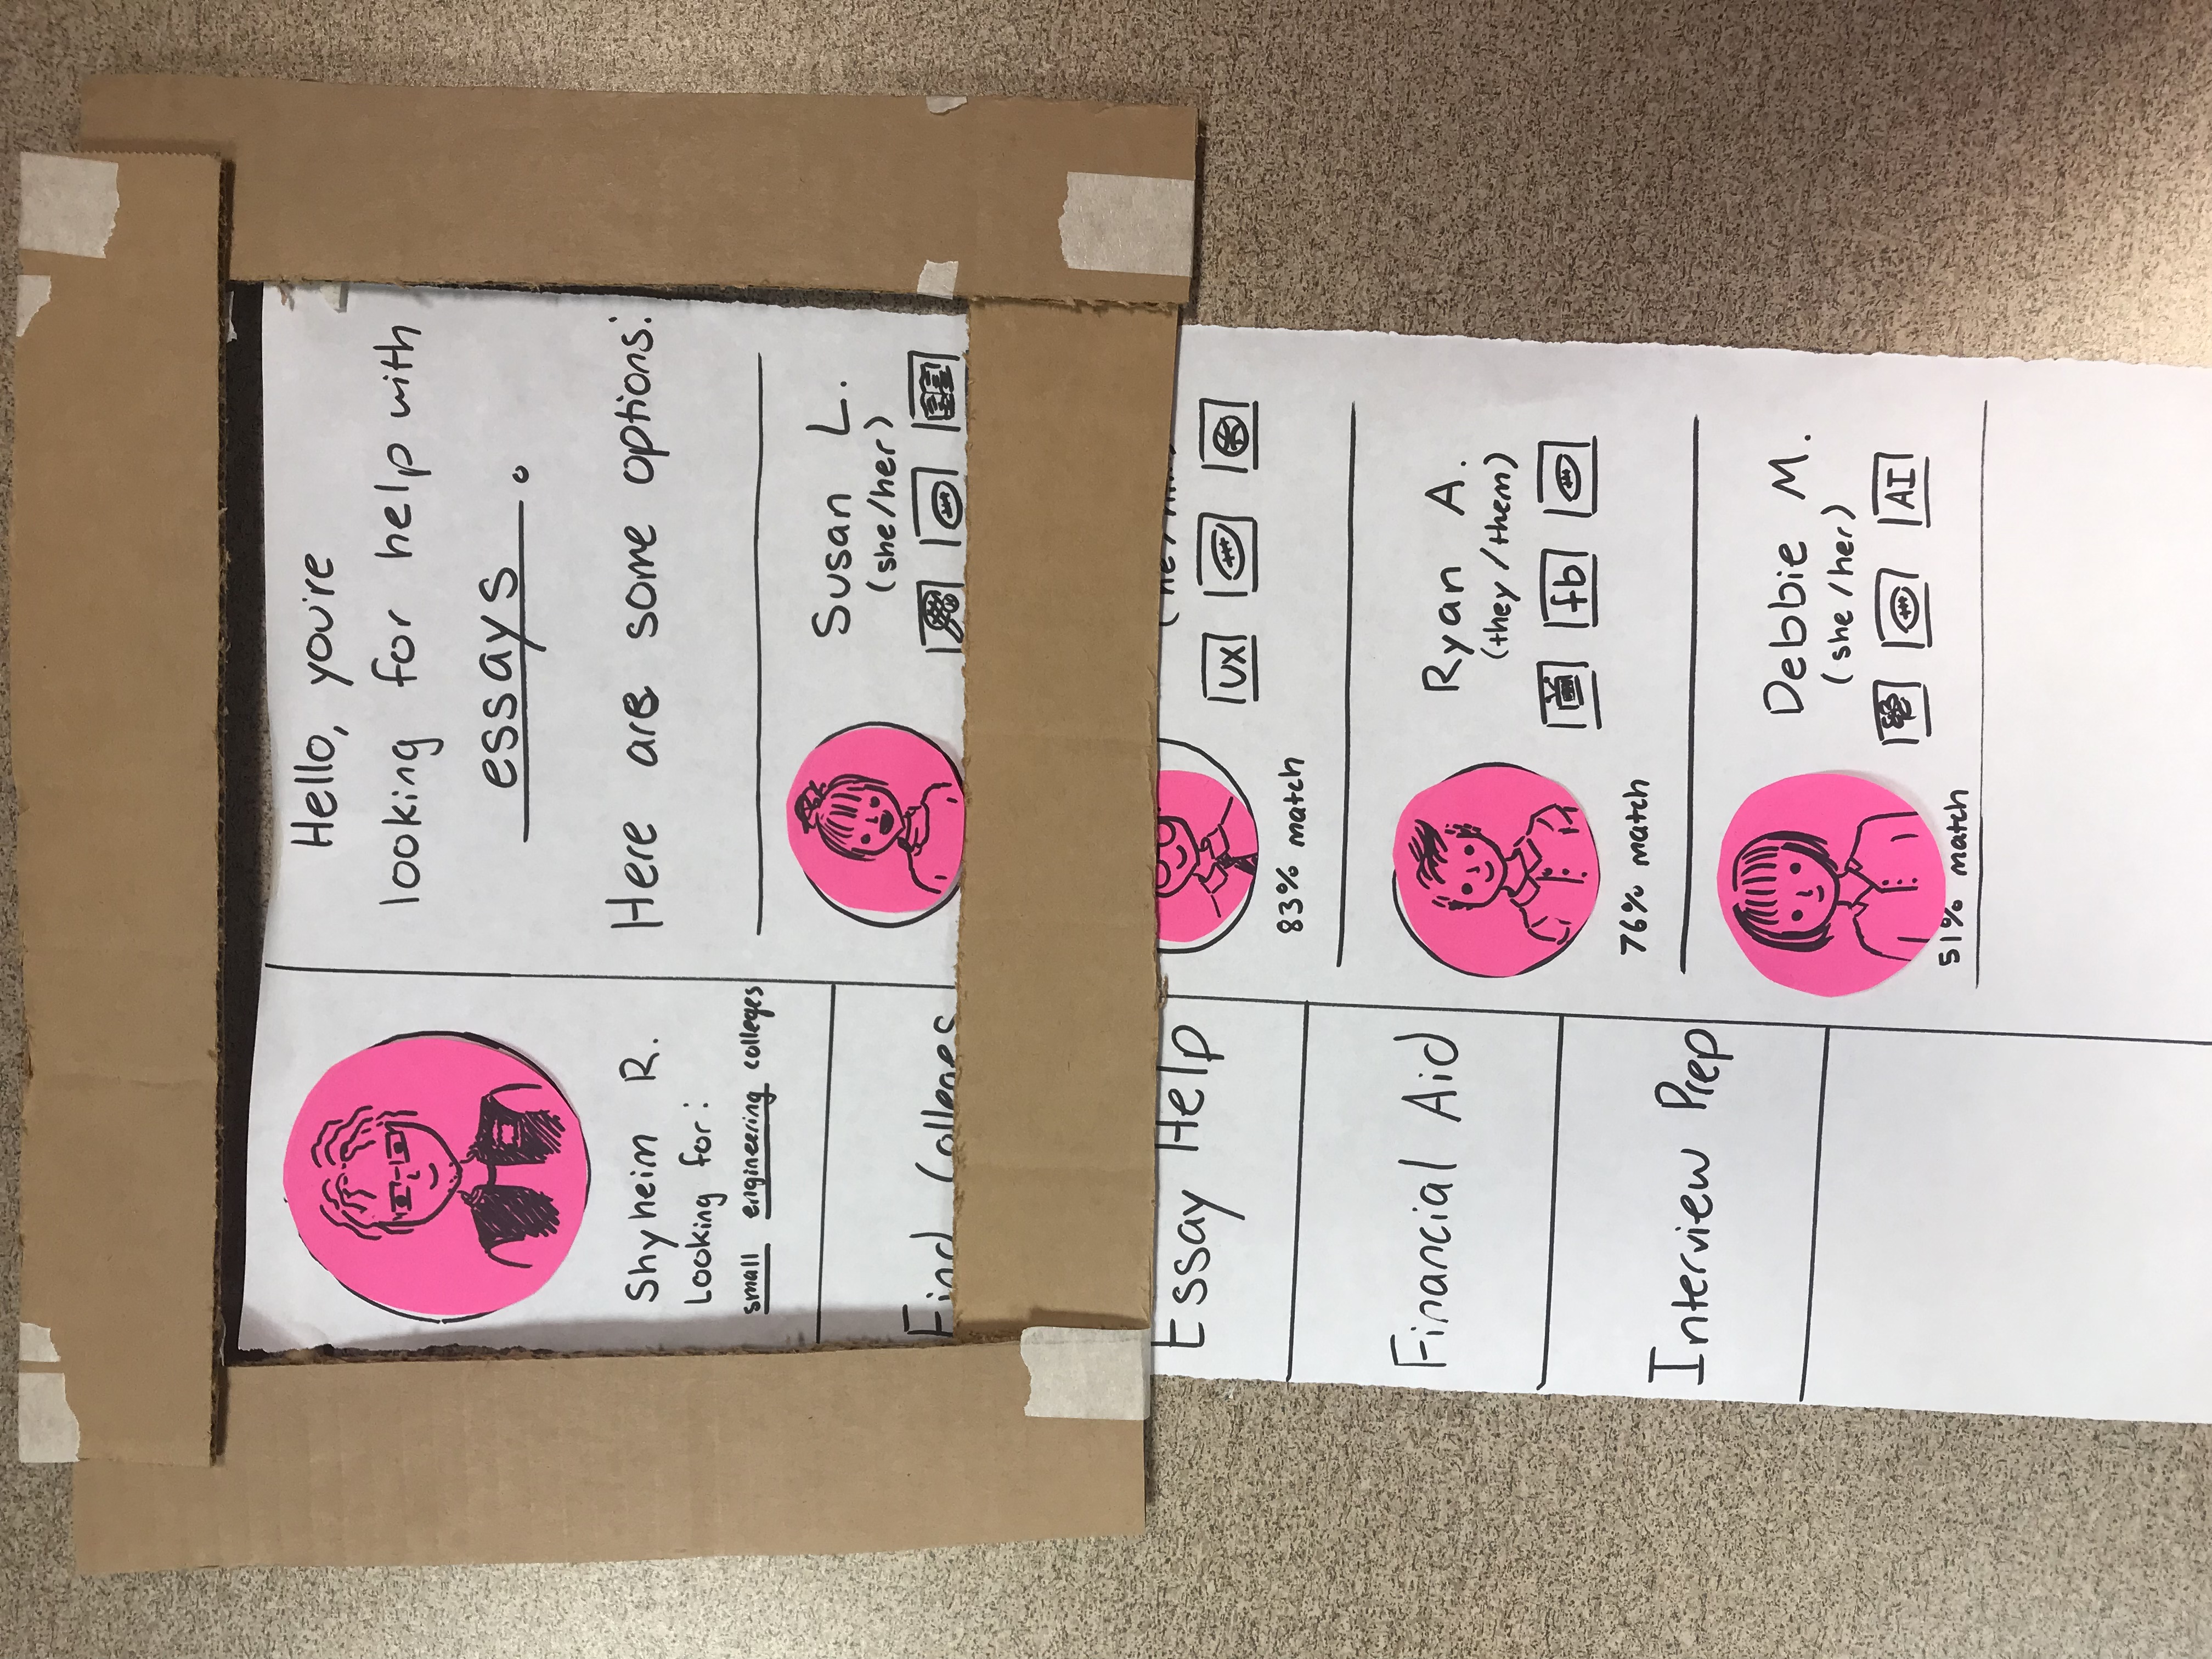 Shyheim R.
Looking for:
small engineering colleges
Find Colleges
Essay Help
Financial Aid
Interview Prep
Hello, you're
looking for help with
essays.
Here are some options:
Susan L.
(she/her)
UX
83% match
Ryan A.
(they/them)
fb
76% match
Debbie M.
(she/her)
AI
51% match